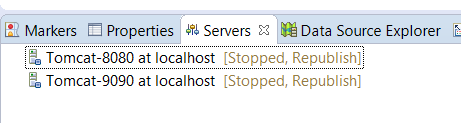 Markers Properties Servers Data Source Explorer
Tomcat-8080 at localhost [Stopped, Republish]
Tomcat-9090 at localhost [Stopped, Republish]